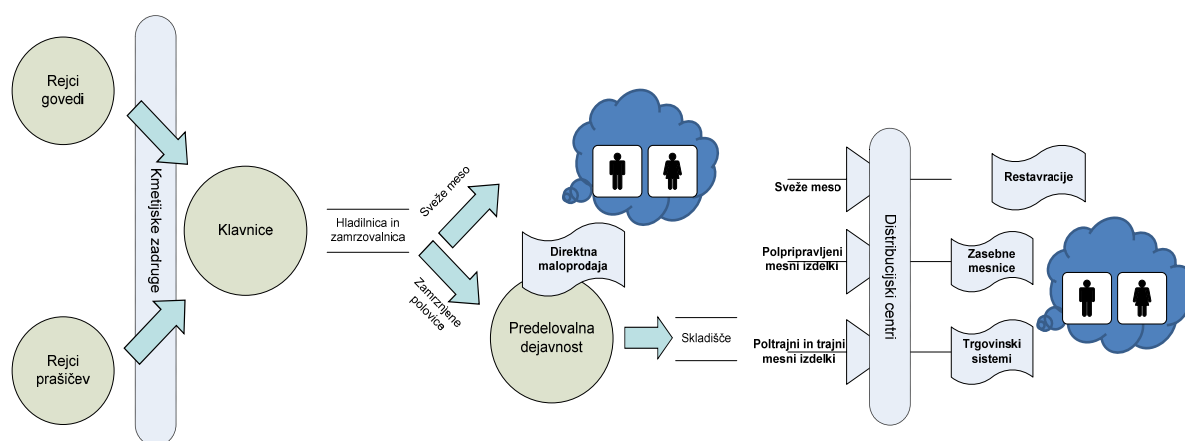 Rejci
govedi
Kmetijske zadruge
Rejci
prašičev
Klavnice
Hladilnica in
zamrzovalnica
Sveže meso
Zamrznjene
polovice
Direktna
maloprodaja
Predelovalna
dejavnost
Skladišče
Sveže meso
Polpripravljeni
mesni izdelki
Poltrajni in trajni
mesni izdelki
Distribucijski centri
Restavracije
Zasebne
mesnice
Trgovinski
sistemi